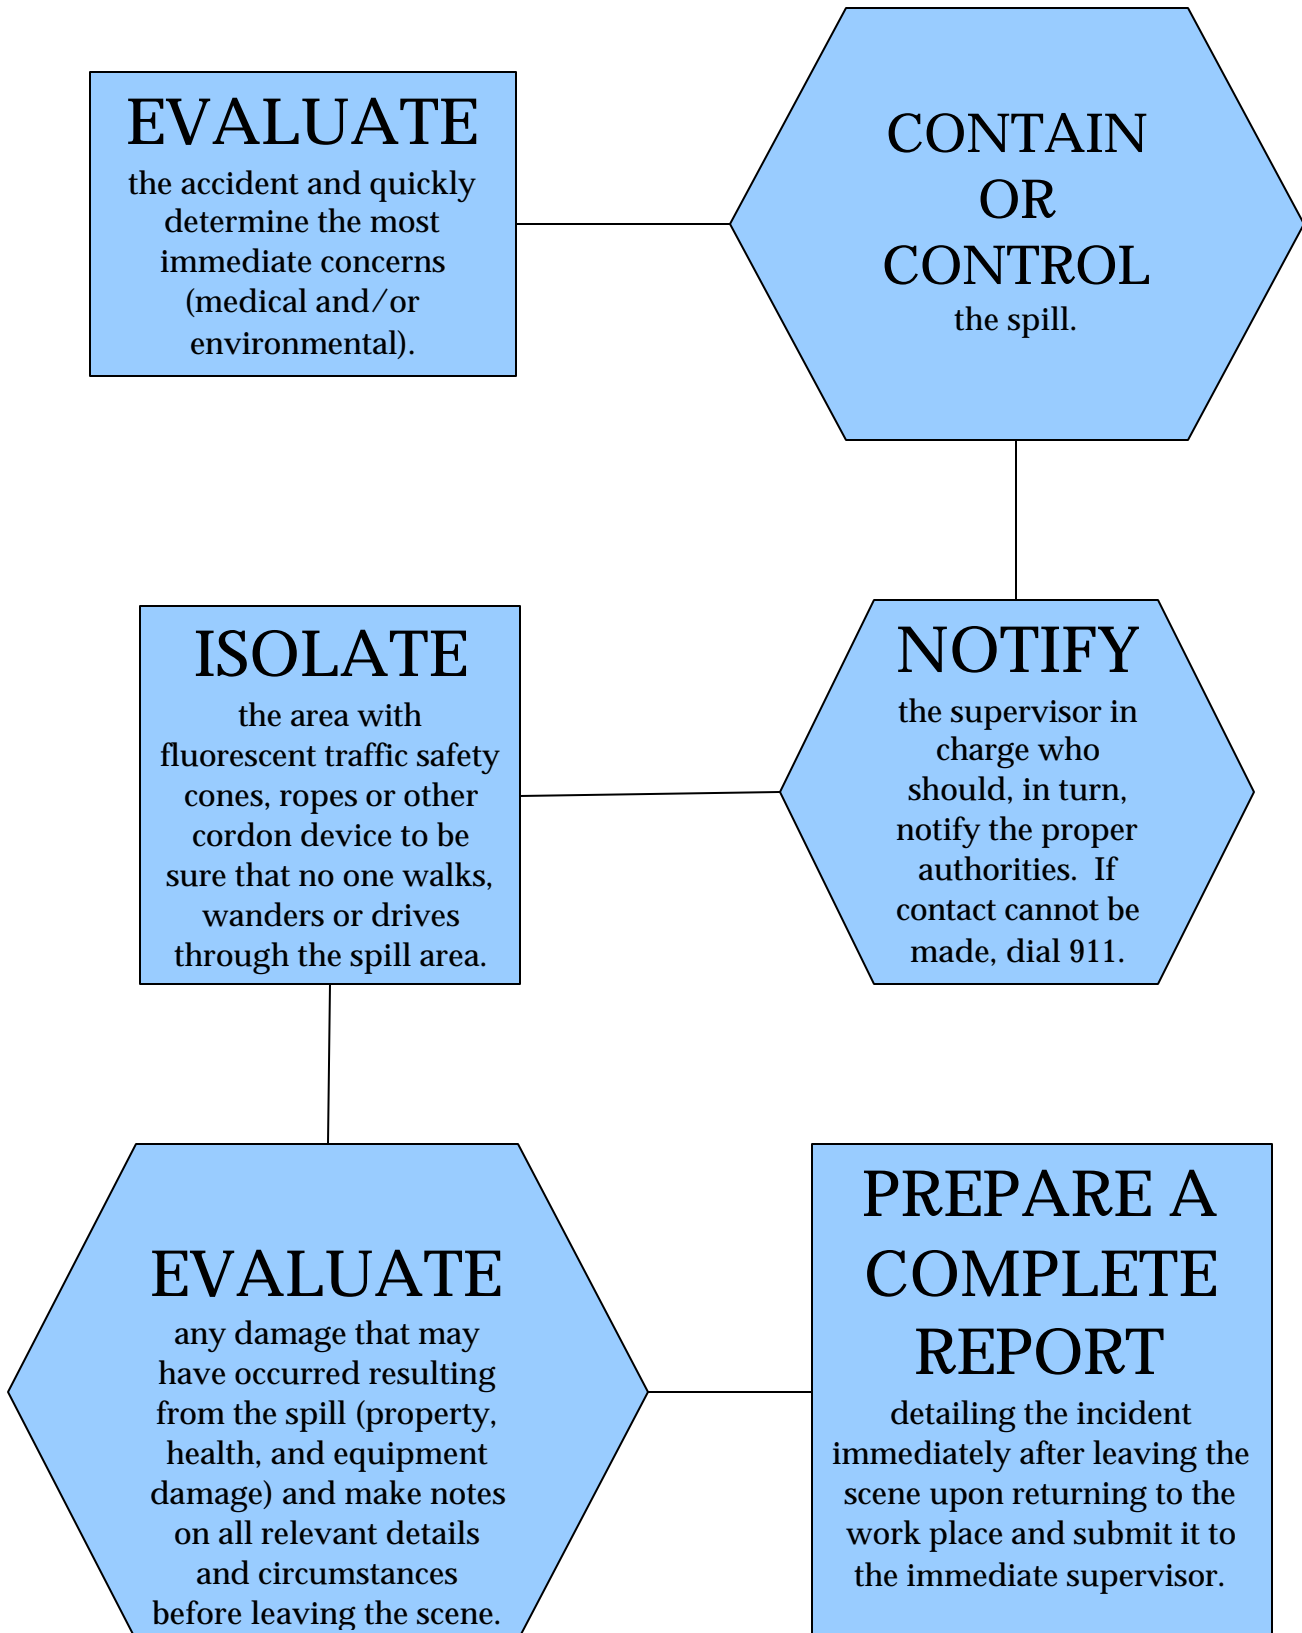 EVALUATE
the accident and quickly
determine the most
immediate concerns
(medical and/or
environmental).
CONTAIN
OR
CONTROL
the spill.
NOTIFY
the supervisor in
charge who
should, in turn,
notify the proper
authorities.  If
contact cannot be
made, dial 911.
ISOLATE
the area with
fluorescent traffic safety
cones, ropes or other
cordon device to be
sure that no one walks,
wanders or drives
through the spill area.
EVALUATE
any damage that may
have occurred resulting
from the spill (property,
health, and equipment
damage) and make notes
on all relevant details
and circumstances
before leaving the scene.
PREPARE A
COMPLETE
REPORT
detailing the incident
immediately after leaving the
scene upon returning to the
work place and submit it to
the immediate supervisor.